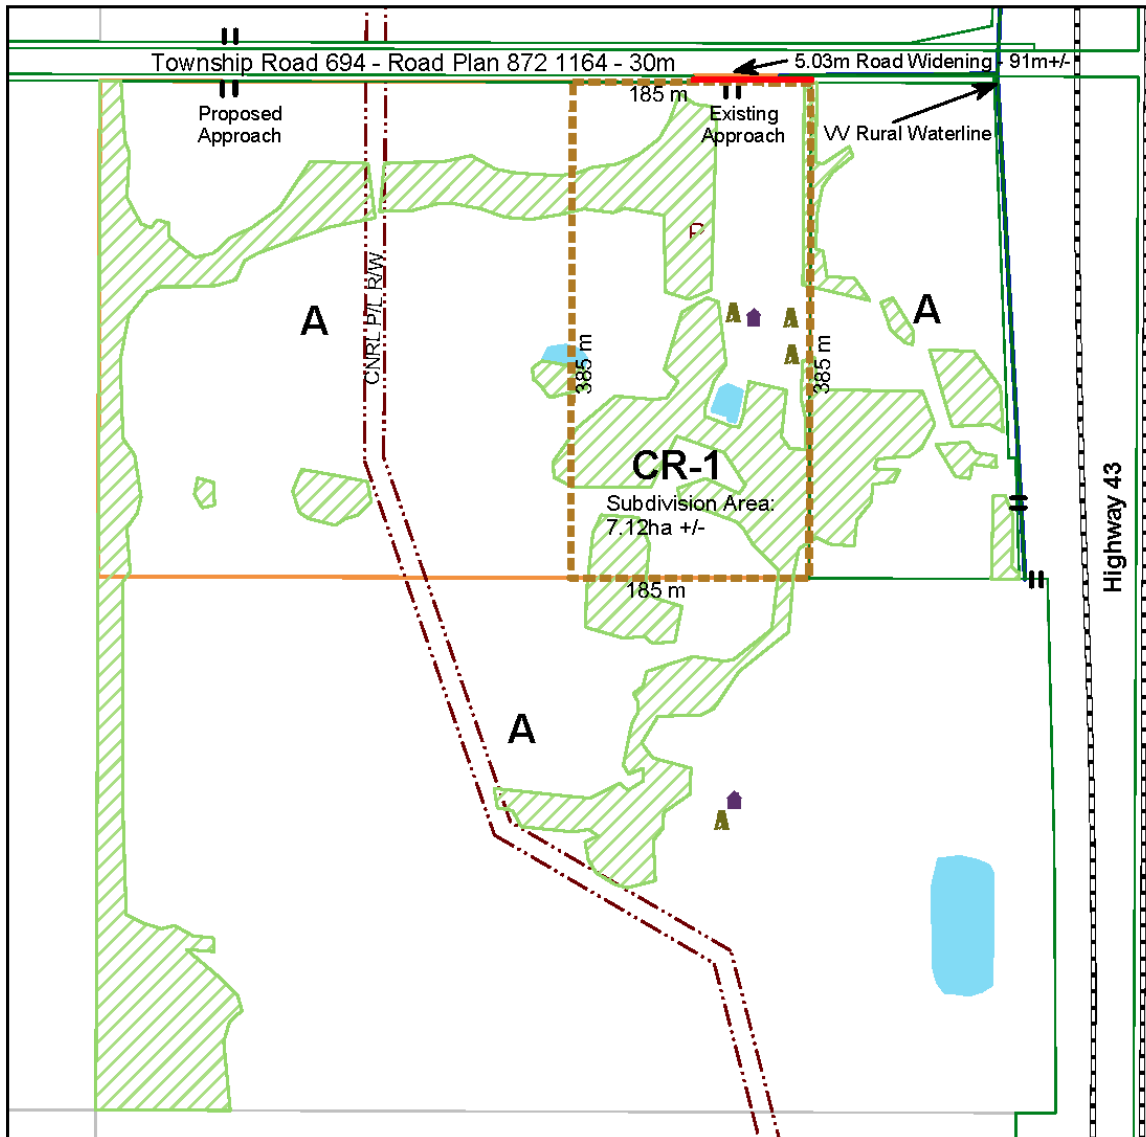 Township Road 694 - Road Plan 872 1164 - 30m
5.03m Road Widening - 91m+/-
185 m
Proposed
Approach
Existing
Approach
Rural Waterline
CNRL P/L R/W
A
A
385 m
385 m
CR-1
Subdivision Area:
7.12ha +/-
185 m
Highway 43
A